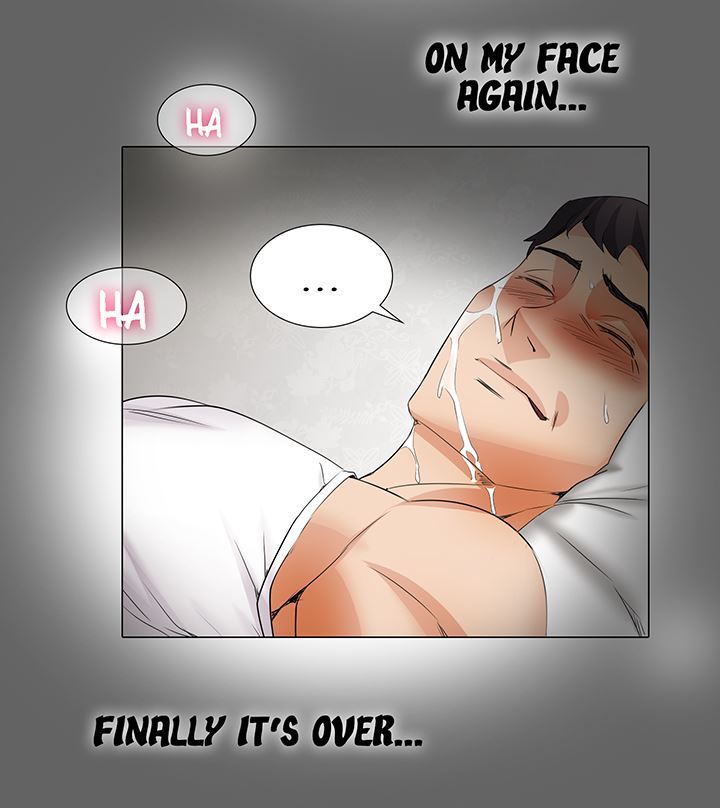 ON MY FACE
AGAIN...
HA
...
HA
FINALLY IT'S OVER...